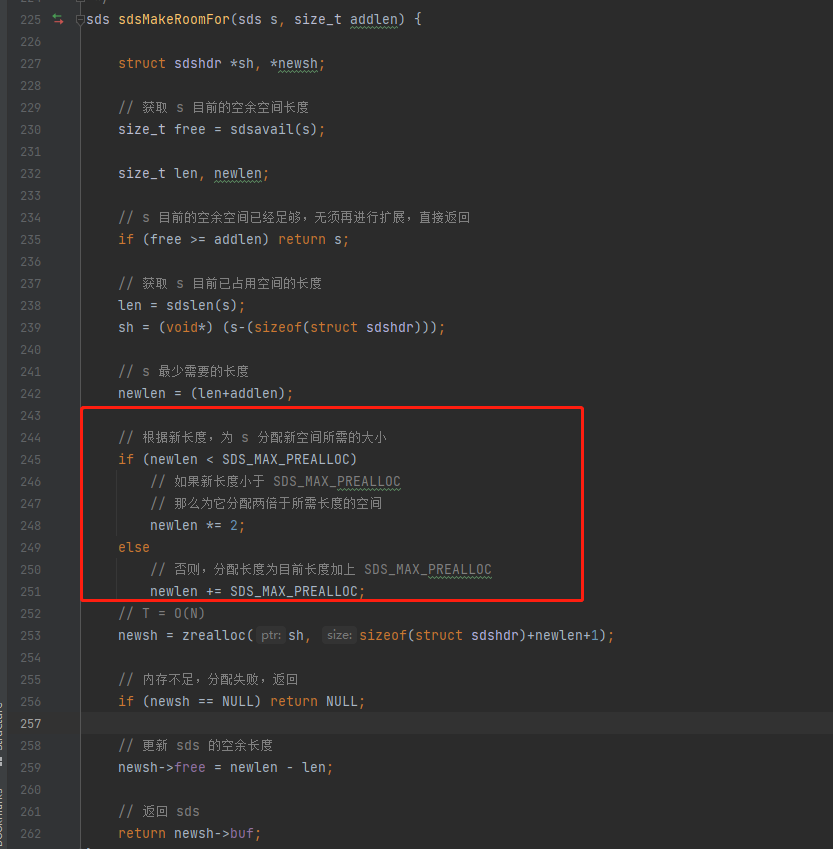 225 sds sdsMakeRoomFor(sds s, size_t addlen) {
226
227 struct sdshdr *sh, *newsh;
228
229 // 获取 s 目前的空余空间长度
230 size_t free = sdsavail(s);
231
232 size_t len, newlen;
233
234 // s 目前的空余空间已经足够，无须再进行扩展，直接返回
235 if (free >= addlen) return s;
236
237 // 获取 s 目前已占用空间的长度
238 len = sdslen(s);
239 sh = (void*) (s-(sizeof(struct sdshdr)));
240
241 // s 最少需要的长度
242 newlen = (len+addlen);
243
244 // 根据新长度，为 s 分配新空间所需的大小
245 if (newlen < SDS_MAX_PREALLOC)
246 // 如果新长度小于 SDS_MAX_PREALLOC
247 // 那么为它分配两倍于所需长度的空间
248 newlen *= 2;
249 else
250 // 否则，分配长度为目前长度加上 SDS_MAX_PREALLOC
251 newlen += SDS_MAX_PREALLOC;
252 // T = O(N)
253 newsh = zrealloc( ptr: sh, size: sizeof(struct sdshdr)+newlen+1);
254
255 // 内存不足，分配失败，返回
256 if (newsh == NULL) return NULL;
257
258 // 更新 sds 的空余长度
259 newsh->free = newlen - len;
260
261 // 返回 sds
262 return newsh->buf;